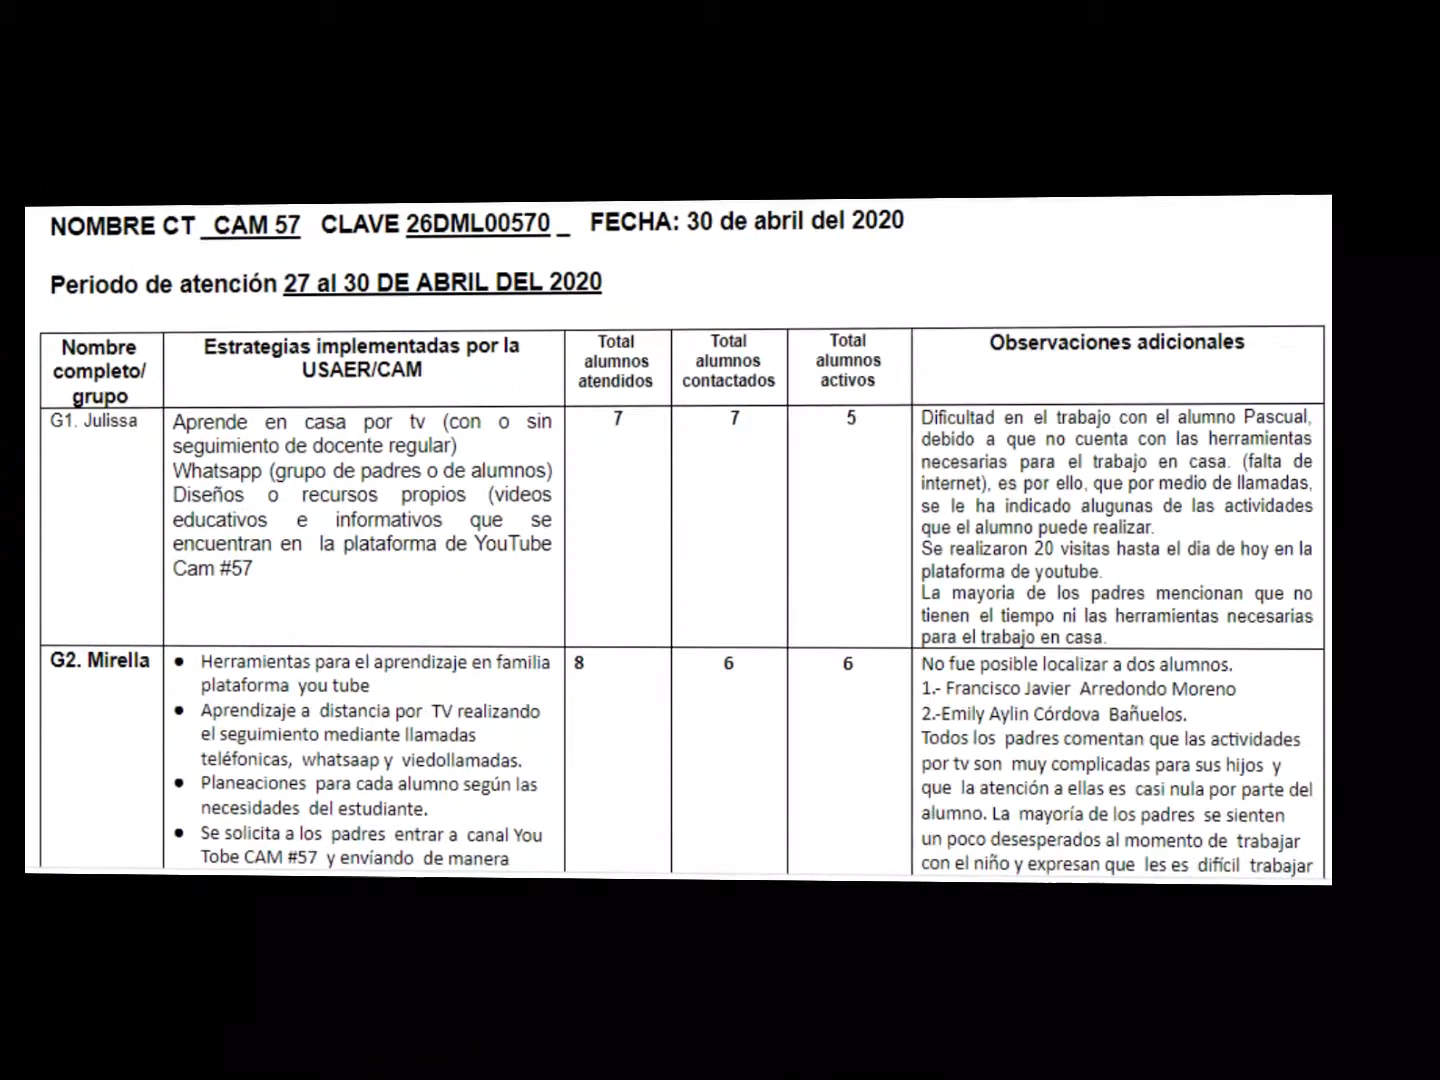 NOMBRE CT _CAM 57 CLAVE 26DML00570 _ FECHA: 30 de abril del 2020
Periodo de atención 27 al 30 DE ABRIL DEL 2020
Nombre
completo/
grupo
Estrategias implementadas por la
USAER/CAM
Total
alumnos
atendidos
Total
alumnos
contactados
Total
alumnos
activos
Observaciones adicionales
G1. Julissa
Aprende en casa por tv (con o sin
seguimiento de docente regular)
Whatsapp (grupo de padres o de alumnos)
Diseños o recursos propios (videos
educativos e informativos que se
encuentran en la plataforma de YouTube
Cam #57
7
7
5
Dificultad en el trabajo con el alumno Pascual,
debido a que no cuenta con las herramientas
necesarias para el trabajo en casa. (falta de
internet), es por ello, que por medio de llamadas,
se le ha indicado alugunas de las actividades
que el alumno puede realizar.
Se realizaron 20 visitas hasta el dia de hoy en la
plataforma de youtube.
La mayoria de los padres mencionan que no
tienen el tiempo ni las herramientas necesarias
para el trabajo en casa.
G2. Mirella
• Herramientas para el aprendizaje en familia
plataforma you tube
• Aprendizaje a distancia por TV realizando
el seguimiento mediante llamadas
teléfonicas, whatsaap y viedollamadas.
• Planeaciones para cada alumno según las
necesidades del estudiante.
• Se solicita a los padres entrar a canal You
Tobe CAM #57 y envíando de manera
8
6
6
No fue posible localizar a dos alumnos.
1.- Francisco Javier Arredondo Moreno
2.-Emily Aylin Córdova Bañuelos.
Todos los padres comentan que las actividades
por tv son muy complicadas para sus hijos y
que la atención a ellas es casi nula por parte del
alumno. La mayoría de los padres se sienten
un poco desesperados al momento de trabajar
con el niño y expresan que les es difícil trabajar